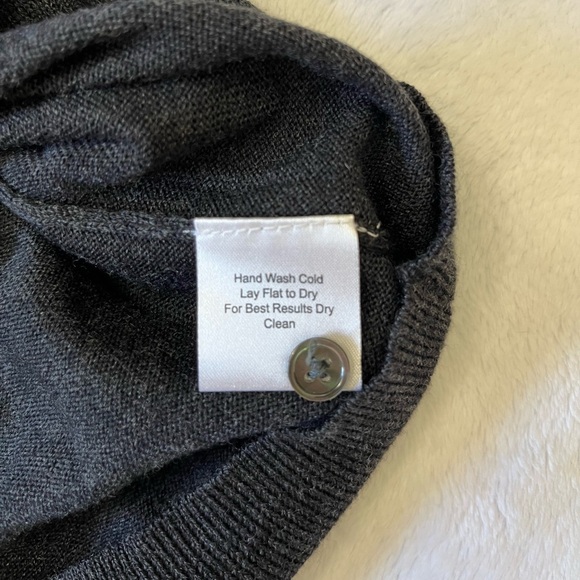 Hand Wash Cold
Lay Flat to Dry
For Best Results Dry
Clean